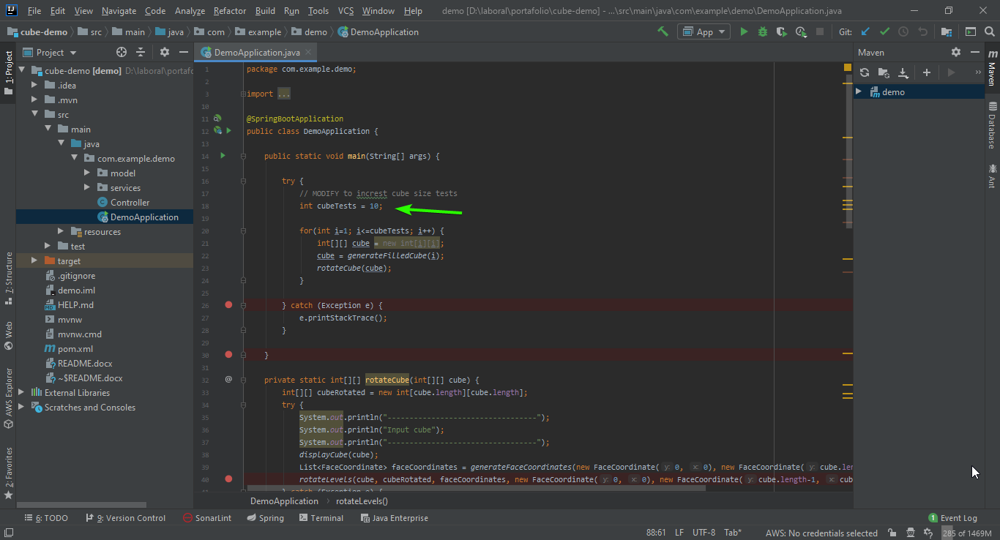 File Edit View Navigate Code Analyze Refactor Build Run Tools VCS Window Help demo [D:\laboral\portafolio\cube-demo] - ...\src\main\java\com\example\demo\DemoApplication.java
cube-demo src main java com example demo DemoApplication App Git:
1: Project
Z: Structure
Web
AWS Explorer
2: Favorites
Project
cube-demo [demo] D:\laboral\portafo
.idea
.mvn
src
main
java
com.example.demo
model
services
Controller
DemoApplication
resources
test
target
.gitignore
demo.iml
HELP.md
mvnw
mvnw.cmd
pom.xml
README.docx
~$README.docx
External Libraries
Scratches and Consoles
DemoApplication.java
1 package com.example.demo;
2
3 import ...
10
11 @SpringBootApplication
12 public class DemoApplication {
13
14 public static void main(String[] args) {
15
16 try {
17 // MODIFY to increst cube size tests
18 int cubeTests = 10;
19
20 for(int i=1; i<=cubeTests; i++) {
21 int[][] cube = new int[i][i];
22 cube = generateFilledCube(i);
23 rotateCube(cube);
24 }
25
26 } catch (Exception e) {
27 e.printStackTrace();
28 }
29
30 }
31
32 @ private static int[][] rotateCube(int[][] cube) {
33 int[][] cubeRotated = new int[cube.length][cube.length];
34 try {
35 System.out.println("----------------------------------");
36 System.out.println("Input cube");
37 System.out.println("----------------------------------");
38 displayCube(cube);
39 List<FaceCoordinate> faceCoordinates = generateFaceCoordinates(new FaceCoordinate( y: 0, x: 0), new FaceCoordinate( y: cube.len
40 rotateLevels(cube, cubeRotated, faceCoordinates, new FaceCoordinate( y: 0, x: 0), new FaceCoordinate( y: cube.length-1, x: cub
41 } catch (Exception e) {
DemoApplication rotateLevels()
Maven
demo
Maven
Database
Ant
6: TODO 9: Version Control SonarLint Spring Terminal Java Enterprise 1 Event Log
88:61 LF UTF-8 Tab* AWS: No credentials selected 285 of 1469M